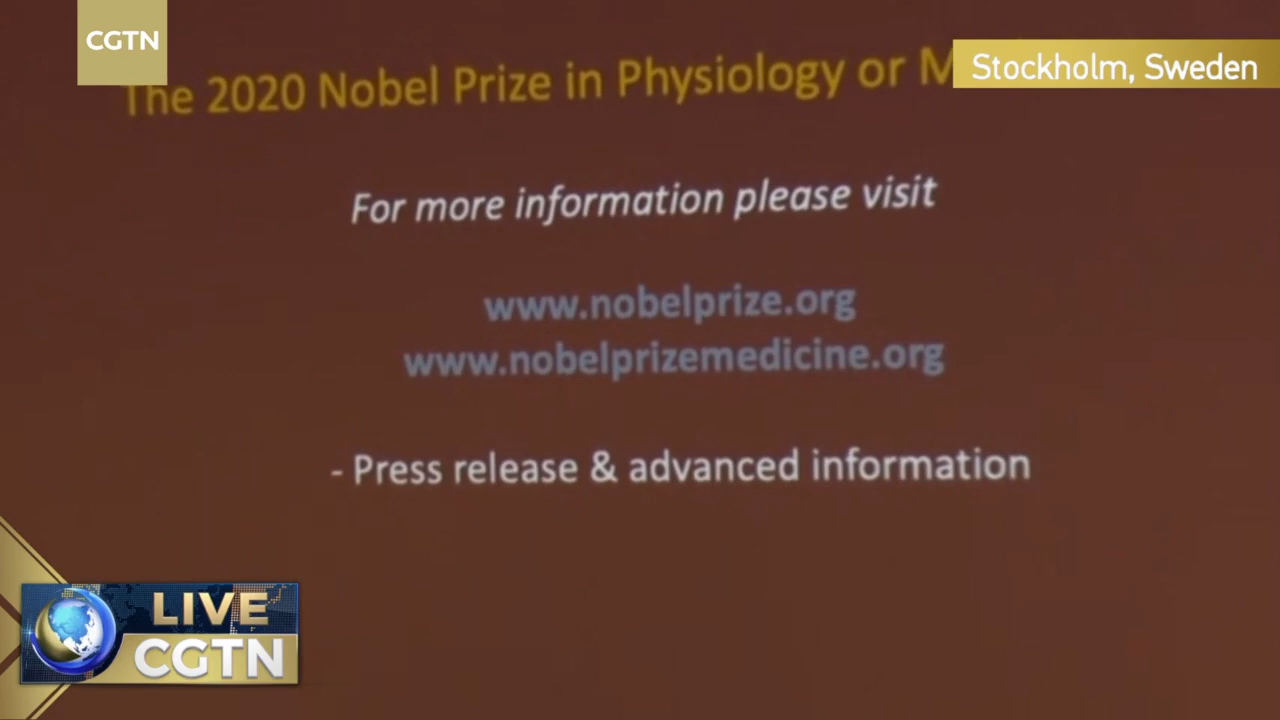 CGTN
Stockholm, Sweden
The 2020 Nobel Prize in Physiology or M
For more information please visit
www.nobelprize.org
www.nobelprizemedicine.org
- Press release & advanced information
LIVE
CGTN